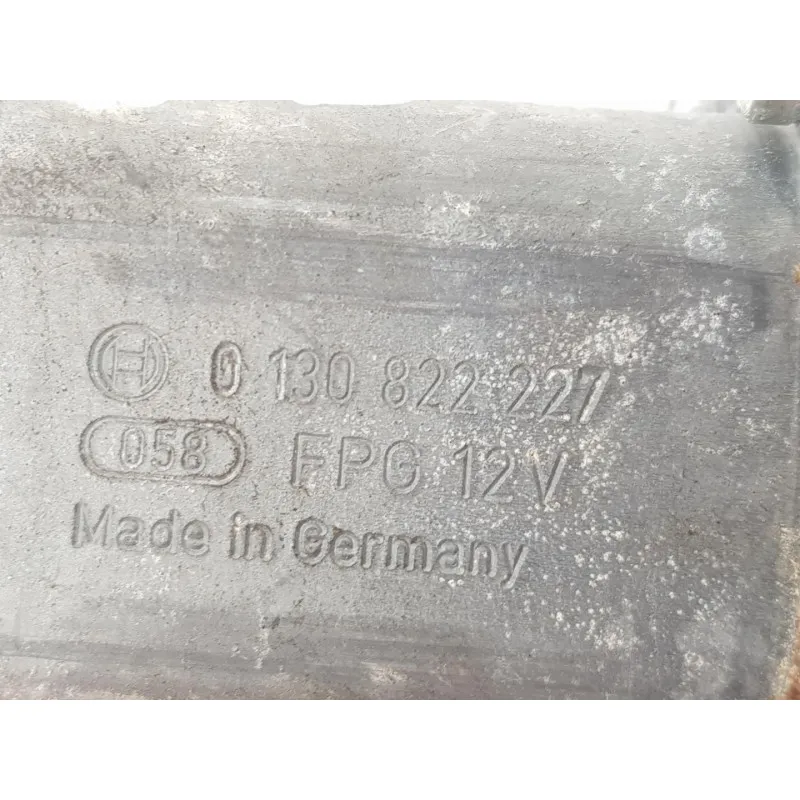 0 130 822 227
058 FPG 12V
Made in Germany